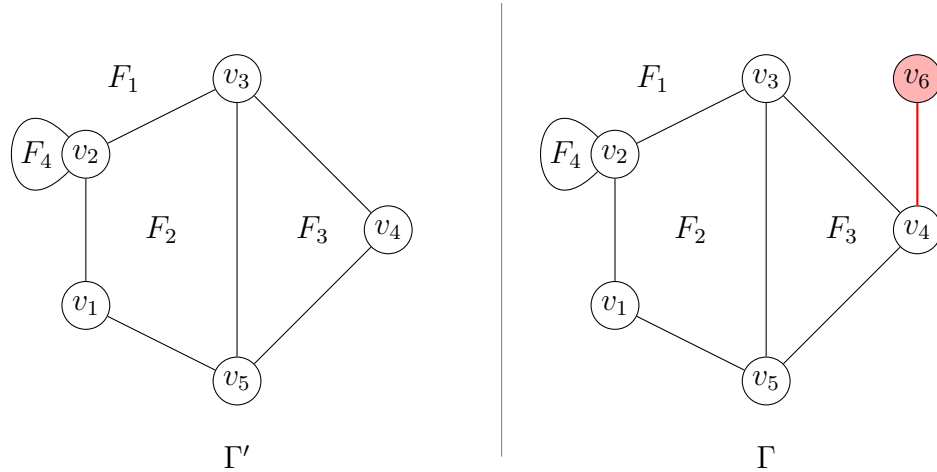 F₁ v₃ F₁ v₃ v₆
F₄ v₂ F₄ v₂
F₂ F₃ v₄ F₂ F₃ v₄
v₁ v₁
v₅ v₅
Γ′ Γ